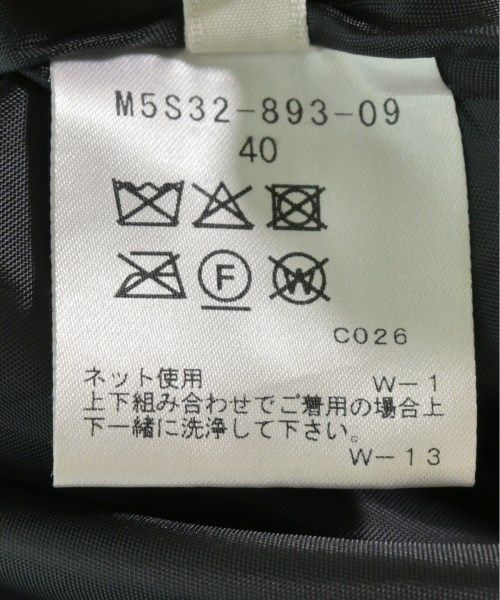 M5S32-893-09
40
F W
C026
ネット使用 W-1
上下組み合わせでご着用の場合上
下一緒に洗浄して下さい。
W-13